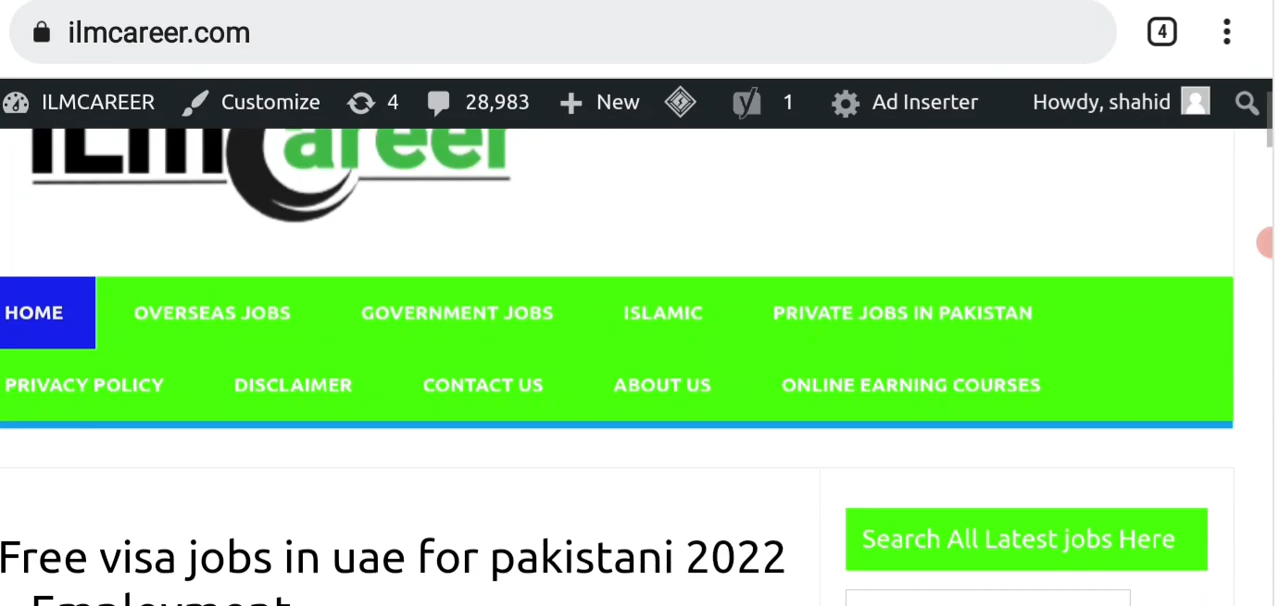 ilmcareer.com
4
ILMCAREER Customize 4 28,983 New 1 Ad Inserter Howdy, shahid
ILMCareer
HOME OVERSEAS JOBS GOVERNMENT JOBS ISLAMIC PRIVATE JOBS IN PAKISTAN
PRIVACY POLICY DISCLAIMER CONTACT US ABOUT US ONLINE EARNING COURSES
Search All Latest jobs Here
Free visa jobs in uae for pakistani 2022
Employment